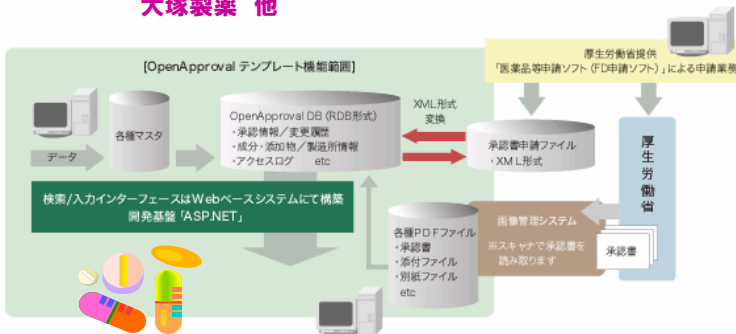 大塚製薬 他
厚生労働省提供
「医薬品等申請ソフト（FD申請ソフト）」による申請業務
[OpenApproval テンプレート機能範囲]
データ
各種マスタ
OpenApproval DB (RDB形式)
・承認情報／変更履歴
・成分・添加物／製造所情報
・アクセスログ etc
XML形式
変換
承認書申請ファイル
・XML形式
厚生労働省
検索/入力インターフェースはWebベースシステムにて構築
開発基盤「ASP.NET」
各種PDFファイル
・承認書
・添付ファイル
・別紙ファイル
etc
画像管理システム
※スキャナで承認書を
読み取ります
承認書